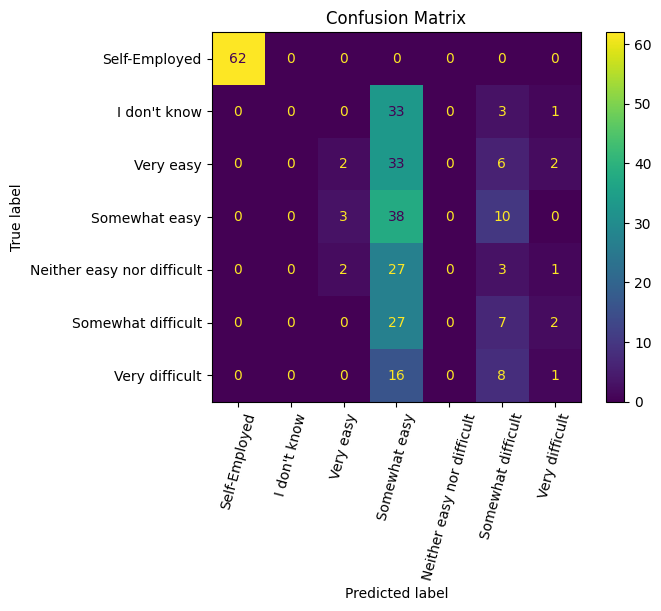 Confusion Matrix
True label
Self-Employed 62 0 0 0 0 0 0
I don't know 0 0 0 33 0 3 1
Very easy 0 0 2 33 0 6 2
Somewhat easy 0 0 3 38 0 10 0
Neither easy nor difficult 0 0 2 27 0 3 1
Somewhat difficult 0 0 0 27 0 7 2
Very difficult 0 0 0 16 0 8 1
Self-Employed
I don't know
Very easy
Somewhat easy
Neither easy nor difficult
Somewhat difficult
Very difficult
Predicted label
60
50
40
30
20
10
0